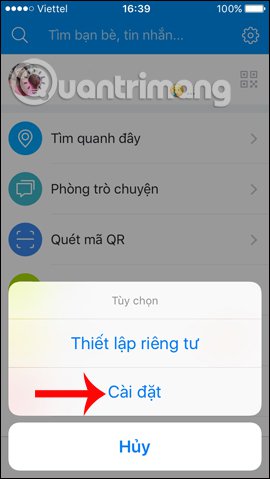 Viettel 16:39 100%
Tìm bạn bè, tin nhắn...
Quantrimang
Tìm quanh đây
Phòng trò chuyện
Quét mã QR
Tùy chọn
Thiết lập riêng tư
Cài đặt
Hủy